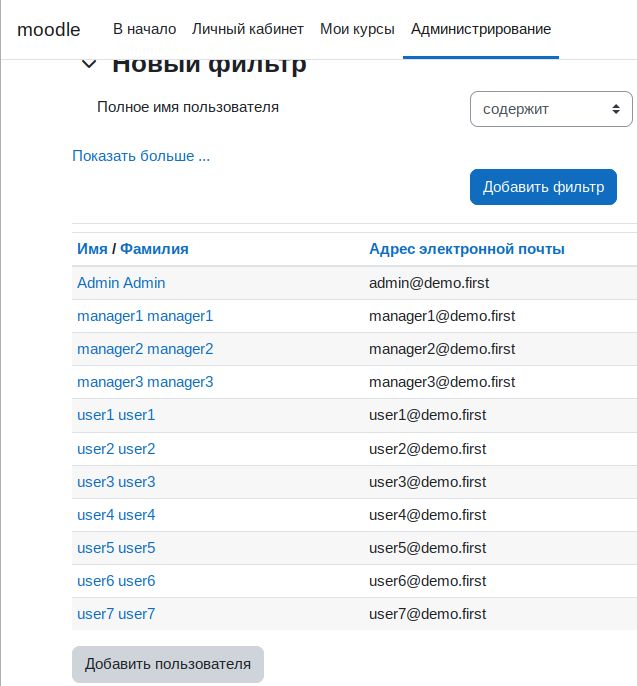 moodle В начало Личный кабинет Мои курсы Администрирование
Новый фильтр
Полное имя пользователя содержит
Показать больше ...
Добавить фильтр
Имя / Фамилия Адрес электронной почты
Admin Admin admin@demo.first
manager1 manager1 manager1@demo.first
manager2 manager2 manager2@demo.first
manager3 manager3 manager3@demo.first
user1 user1 user1@demo.first
user2 user2 user2@demo.first
user3 user3 user3@demo.first
user4 user4 user4@demo.first
user5 user5 user5@demo.first
user6 user6 user6@demo.first
user7 user7 user7@demo.first
Добавить пользователя